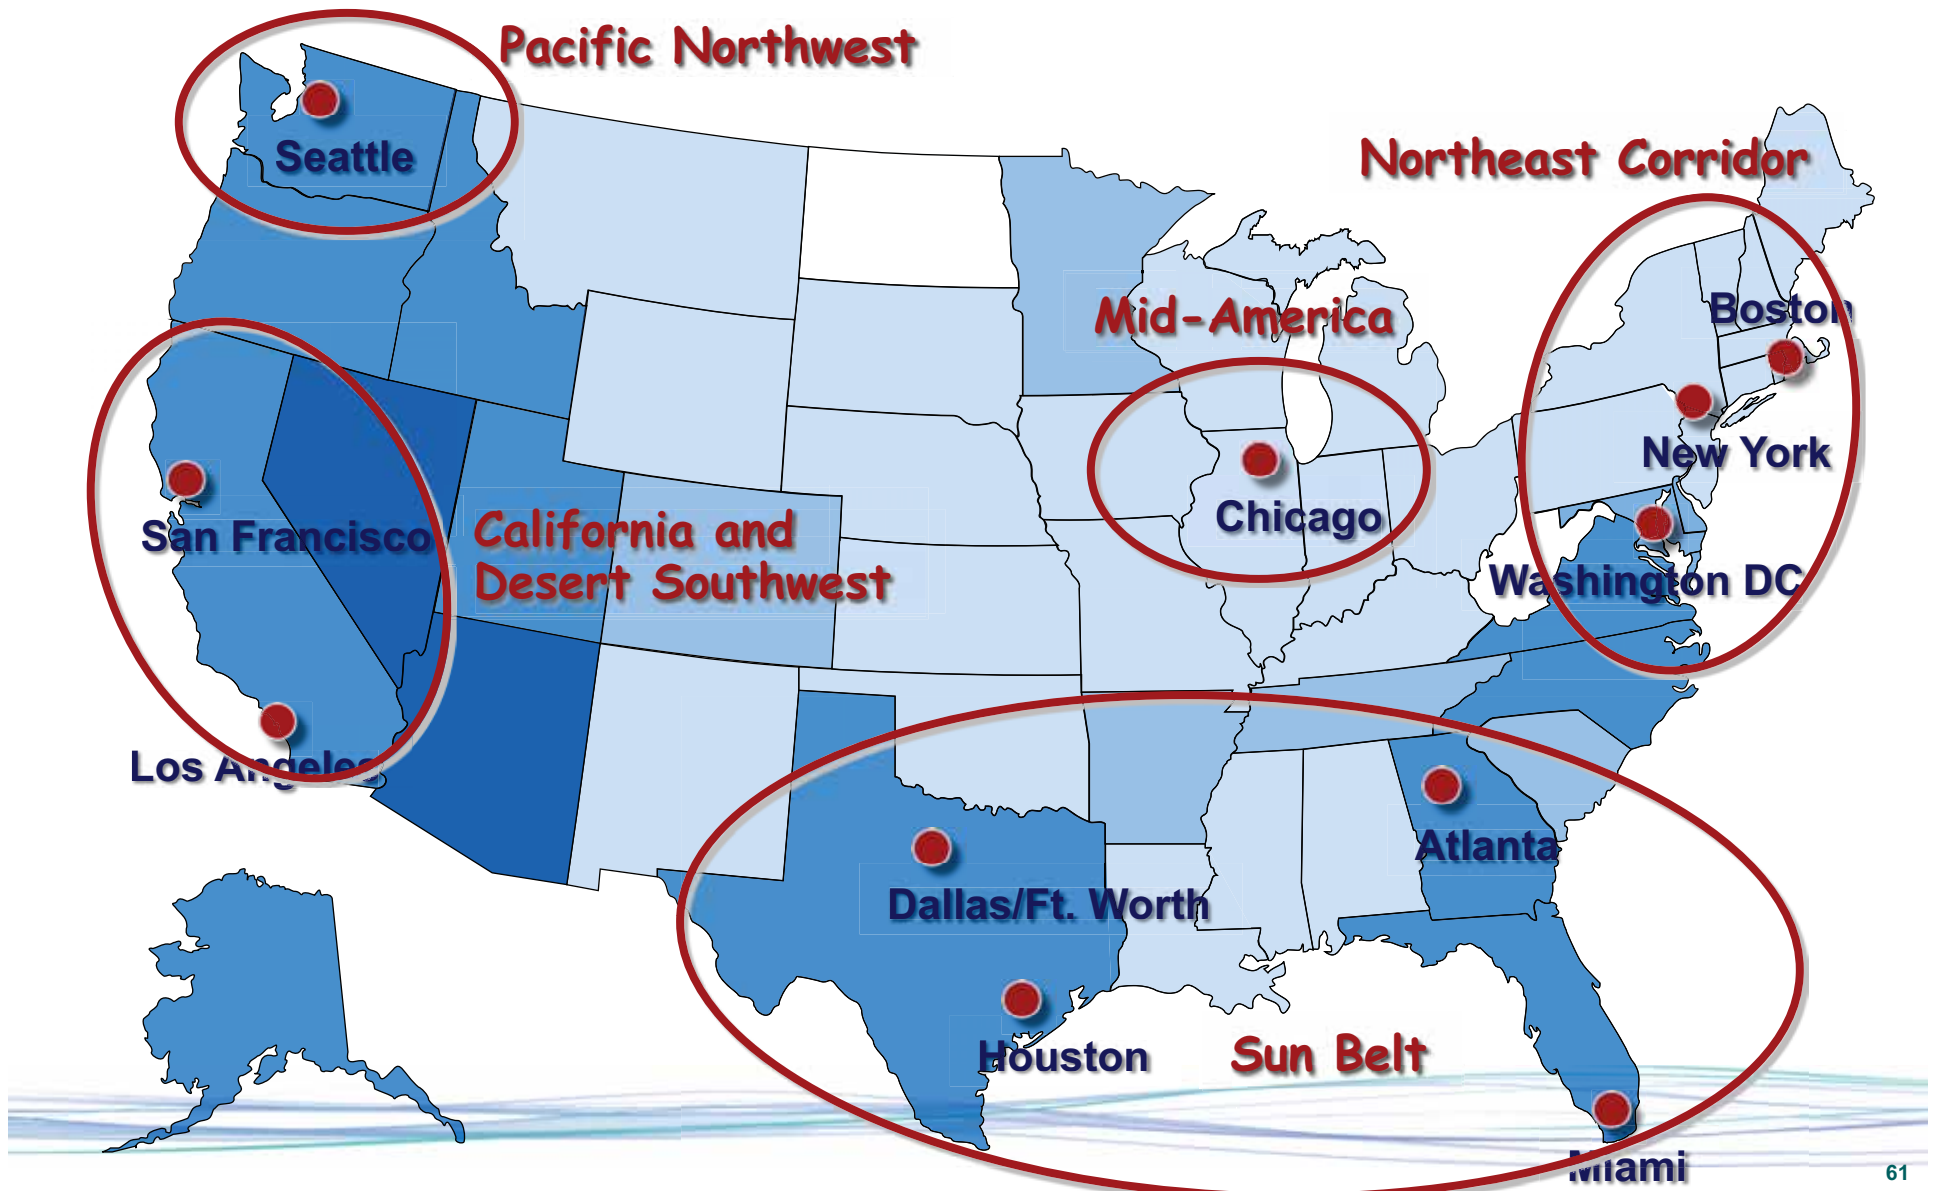 Pacific Northwest
Seattle
Northeast Corridor
Boston
Mid-America
New York
Chicago
San Francisco
California and
Desert Southwest
Washington DC
Los Angeles
Atlanta
Dallas/Ft. Worth
Houston
Sun Belt
Miami
61